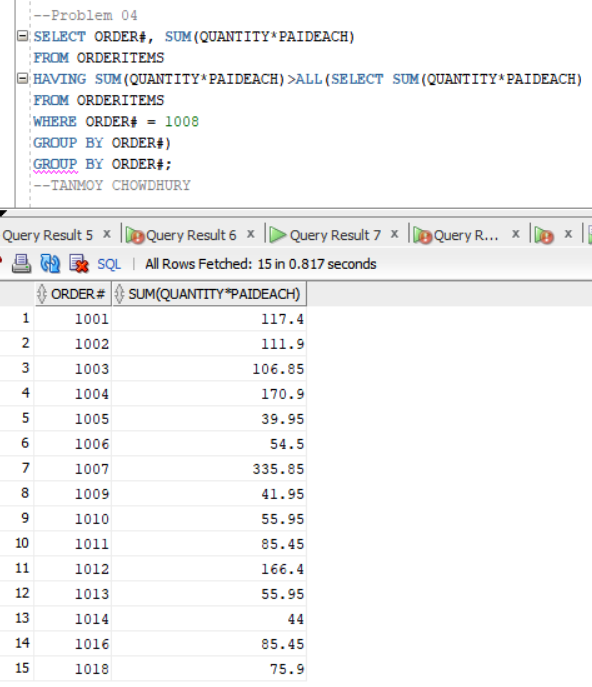 --Problem 04
SELECT ORDER#, SUM(QUANTITY*PAIDEACH)
FROM ORDERITEMS
HAVING SUM(QUANTITY*PAIDEACH)>ALL(SELECT SUM(QUANTITY*PAIDEACH)
FROM ORDERITEMS
WHERE ORDER# = 1008
GROUP BY ORDER#)
GROUP BY ORDER#;
--TANMOY CHOWDHURY
Query Result 5 x Query Result 6 x Query Result 7 x Query R... x x
SQL | All Rows Fetched: 15 in 0.817 seconds
ORDER# SUM(QUANTITY*PAIDEACH)
1 1001 117.4
2 1002 111.9
3 1003 106.85
4 1004 170.9
5 1005 39.95
6 1006 54.5
7 1007 335.85
8 1009 41.95
9 1010 55.95
10 1011 85.45
11 1012 166.4
12 1013 55.95
13 1014 44
14 1016 85.45
15 1018 75.9